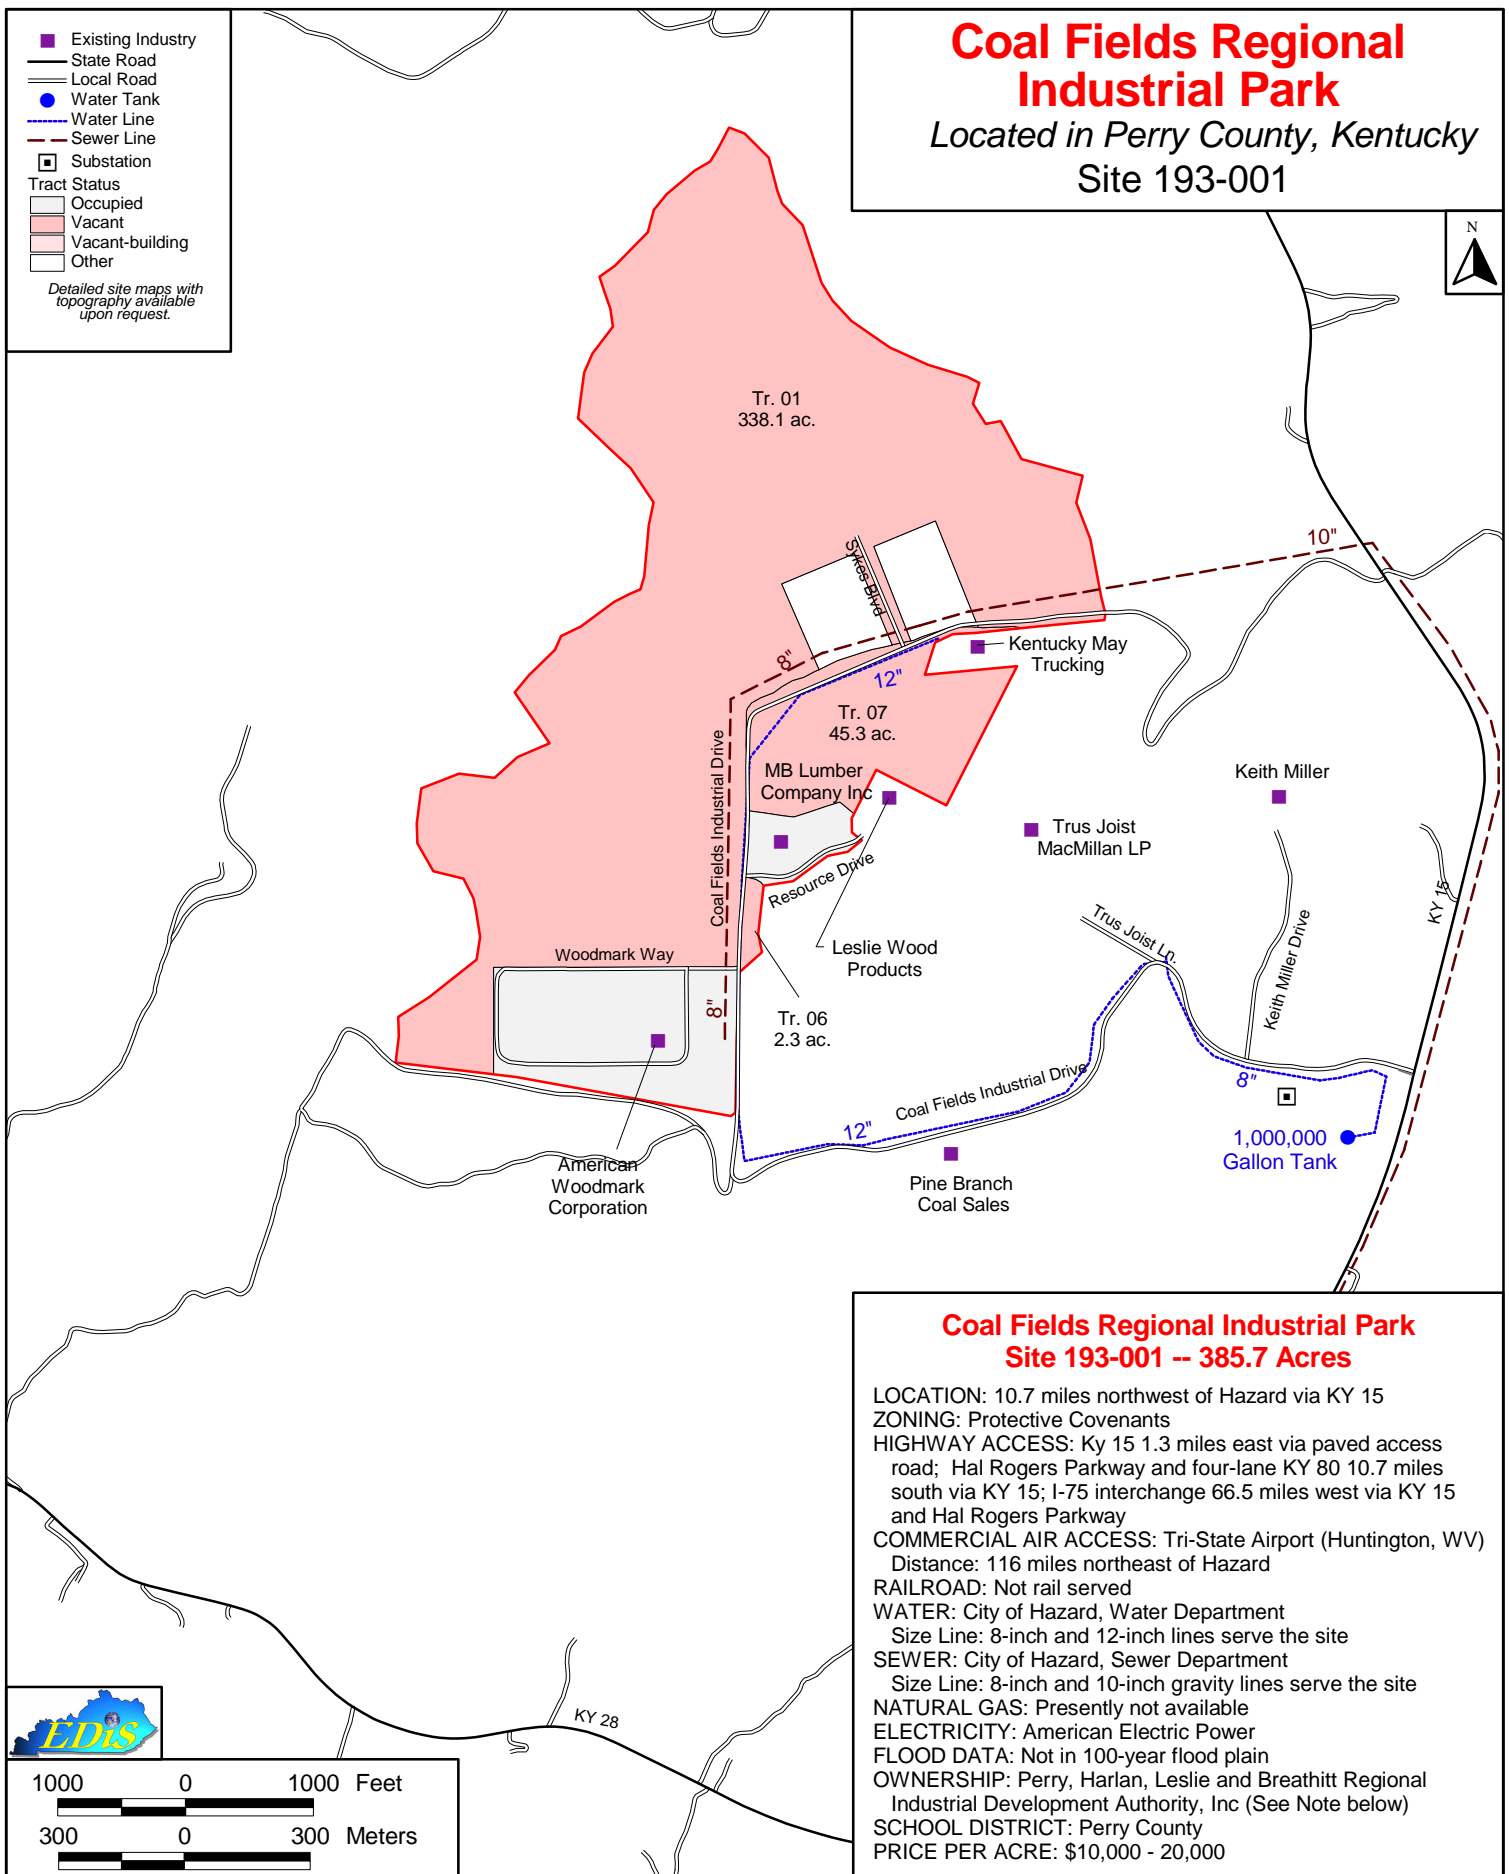 Existing Industry
State Road
Local Road
Water Tank
Water Line
Sewer Line
Substation
Tract Status
Occupied
Vacant
Vacant-building
Other
Detailed site maps with
topography available
upon request.
Coal Fields Regional
Industrial Park
Located in Perry County, Kentucky
Site 193-001
N
Tr. 01
338.1 ac.
10"
Sykes Blvd
8"
12"
Kentucky May
Trucking
Tr. 07
45.3 ac.
Coal Fields Industrial Drive
MB Lumber
Company Inc
Keith Miller
Trus Joist
MacMillan LP
Resource Drive
KY 15
Trus Joist Ln.
Keith Miller Drive
Leslie Wood
Products
Woodmark Way
8"
Tr. 06
2.3 ac.
Coal Fields Industrial Drive
8"
12"
1,000,000
Gallon Tank
American
Woodmark
Corporation
Pine Branch
Coal Sales
Coal Fields Regional Industrial Park
Site 193-001 -- 385.7 Acres
LOCATION: 10.7 miles northwest of Hazard via KY 15
ZONING: Protective Covenants
HIGHWAY ACCESS: Ky 15 1.3 miles east via paved access
road; Hal Rogers Parkway and four-lane KY 80 10.7 miles
south via KY 15; I-75 interchange 66.5 miles west via KY 15
and Hal Rogers Parkway
COMMERCIAL AIR ACCESS: Tri-State Airport (Huntington, WV)
Distance: 116 miles northeast of Hazard
RAILROAD: Not rail served
WATER: City of Hazard, Water Department
Size Line: 8-inch and 12-inch lines serve the site
SEWER: City of Hazard, Sewer Department
Size Line: 8-inch and 10-inch gravity lines serve the site
NATURAL GAS: Presently not available
ELECTRICITY: American Electric Power
FLOOD DATA: Not in 100-year flood plain
OWNERSHIP: Perry, Harlan, Leslie and Breathitt Regional
Industrial Development Authority, Inc (See Note below)
SCHOOL DISTRICT: Perry County
PRICE PER ACRE: $10,000 - 20,000
KY 28
EDiS
1000 0 1000 Feet
300 0 300 Meters